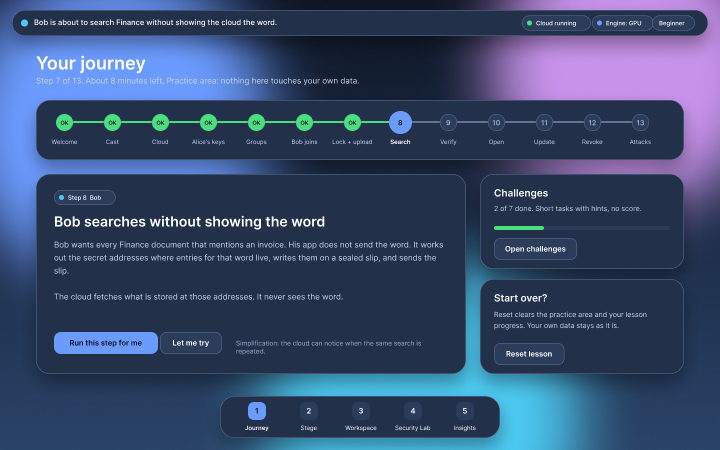 Bob is about to search Finance without showing the cloud the word.
Cloud running
Engine: GPU
Beginner
Your journey
Step 7 of 13. About 8 minutes left. Practice area: nothing here touches your own data.
OK OK OK OK OK OK OK 8 9 10 11 12 13
Welcome Cast Cloud Alice's keys Groups Bob joins Lock + upload Search Verify Open Update Revoke Attacks
Step 8 Bob
Bob searches without showing the word
Bob wants every Finance document that mentions an invoice. His app does not send the word. It works
out the secret addresses where entries for that word live, writes them on a sealed slip, and sends the
slip.
The cloud fetches what is stored at those addresses. It never sees the word.
Run this step for me
Let me try
Simplification: the cloud can notice when the same search is
repeated.
Challenges
2 of 7 done. Short tasks with hints, no score.
Open challenges
Start over?
Reset clears the practice area and your lesson
progress. Your own data stays as it is.
Reset lesson
1 2 3 4 5
Journey Stage Workspace Security Lab Insights